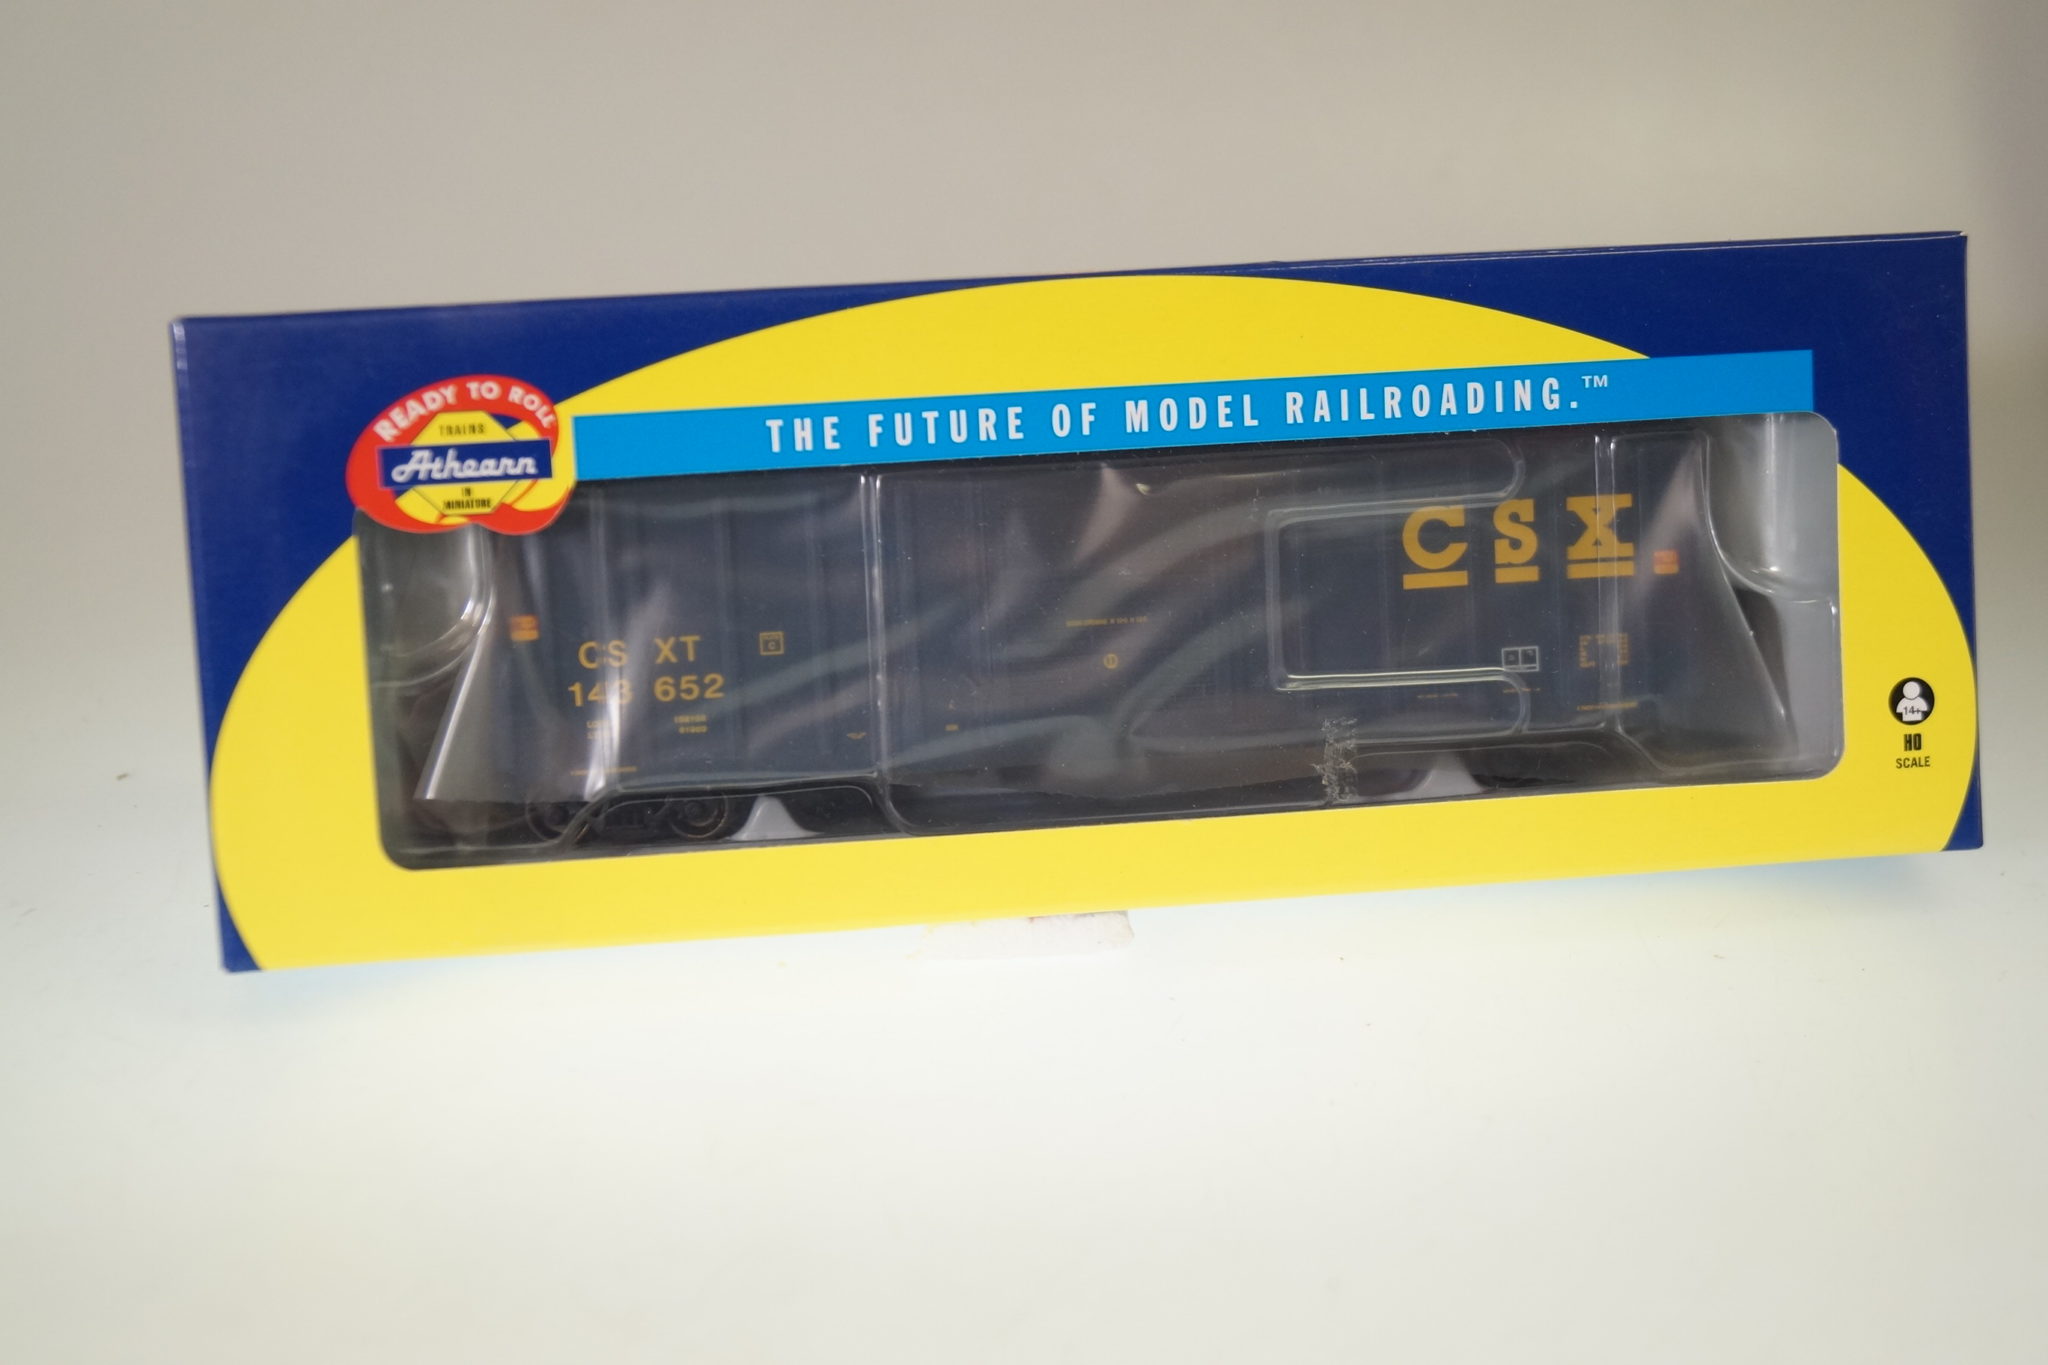 READY TO ROLL
TRAINS
Athearn
IN
MINIATURE
THE FUTURE OF MODEL RAILROADING.™
CSX
CSXT
143 652
C
14+
HO
SCALE